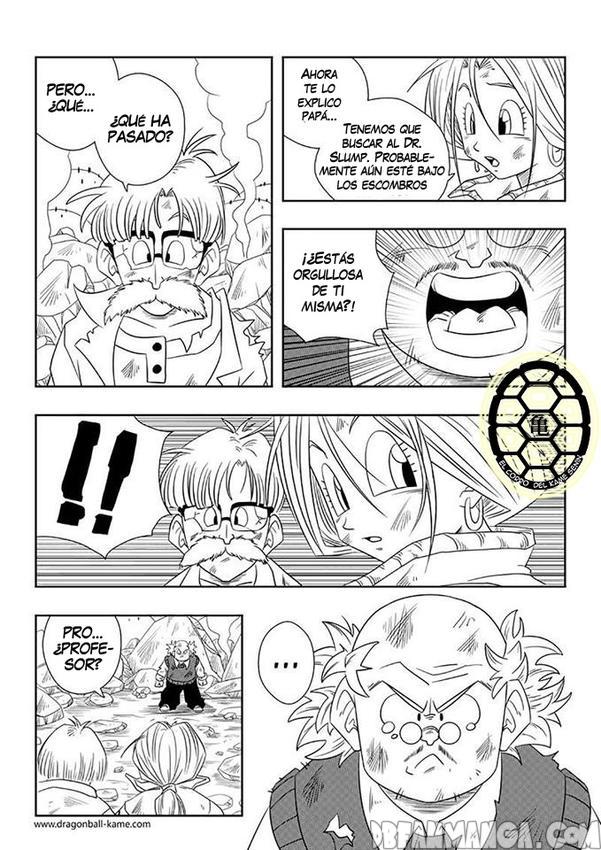 PERO...
¿QUÉ...
¿QUÉ HA
PASADO?
AHORA
TE LO
EXPLICO
PAPÁ...
TENEMOS QUE
BUSCAR AL DR.
SLUMP. PROBABLE-
MENTE AÚN ESTÉ BAJO
LOS ESCOMBROS
¡¿ESTÁS
ORGULLOSA
DE TI
MISMA?!
亀
EL COFRO DEL KAME SENIN
!!
PRO...
¿PROFE-
SOR?
...
www.dragonball-kame.com
DBFANMANGA.COM